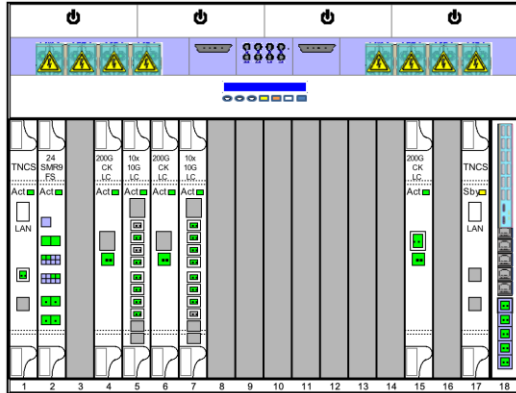 TNCS
24
SMR9
FS
200G
CK
LC
10x
10G
LC
200G
CK
LC
10x
10G
LC
200G
CK
LC
TNCS
Act
Act
Act
Act
Act
Act
Act
Sby
LAN
LAN
1 2 3 4 5 6 7 8 9 10 11 12 13 14 15 16 17 18